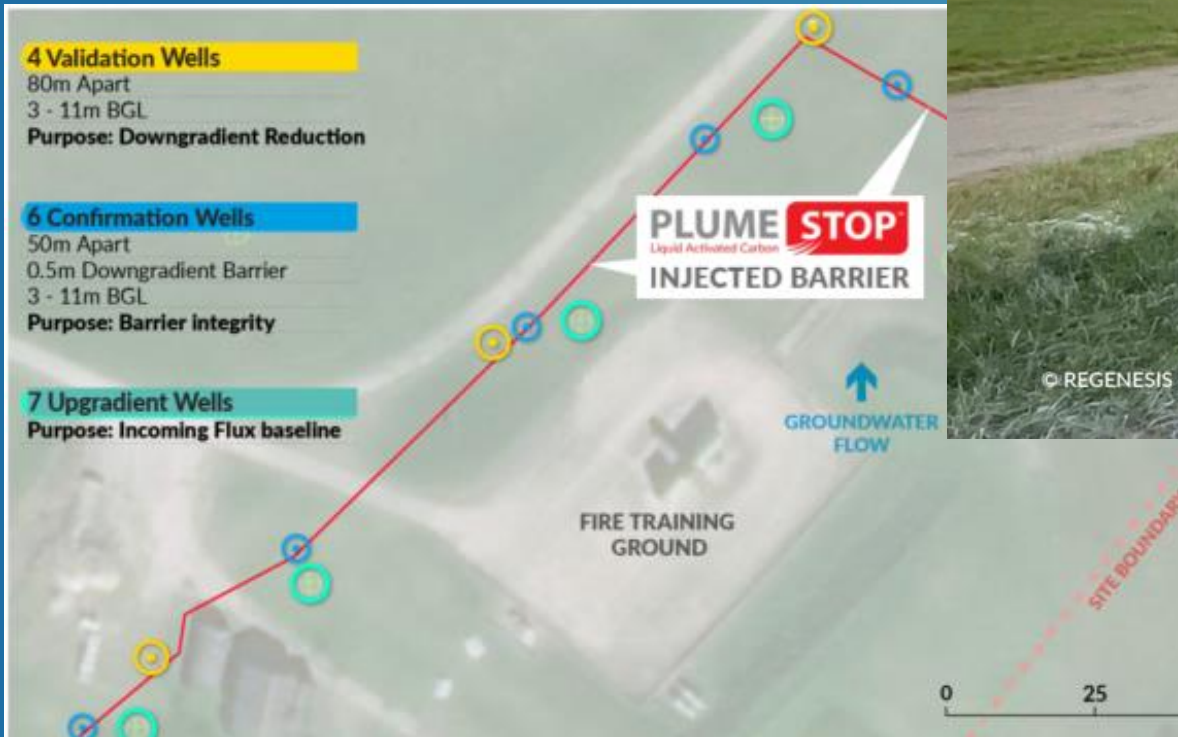 4 Validation Wells
80m Apart
3 - 11m BGL
Purpose: Downgradient Reduction
6 Confirmation Wells
50m Apart
0.5m Downgradient Barrier
3 - 11m BGL
Purpose: Barrier integrity
7 Upgradient Wells
Purpose: Incoming Flux baseline
PLUME STOP™
Liquid Activated Carbon
INJECTED BARRIER
GROUNDWATER
FLOW
FIRE TRAINING
GROUND
SITE BOUNDARY
0 25
© REGENESIS